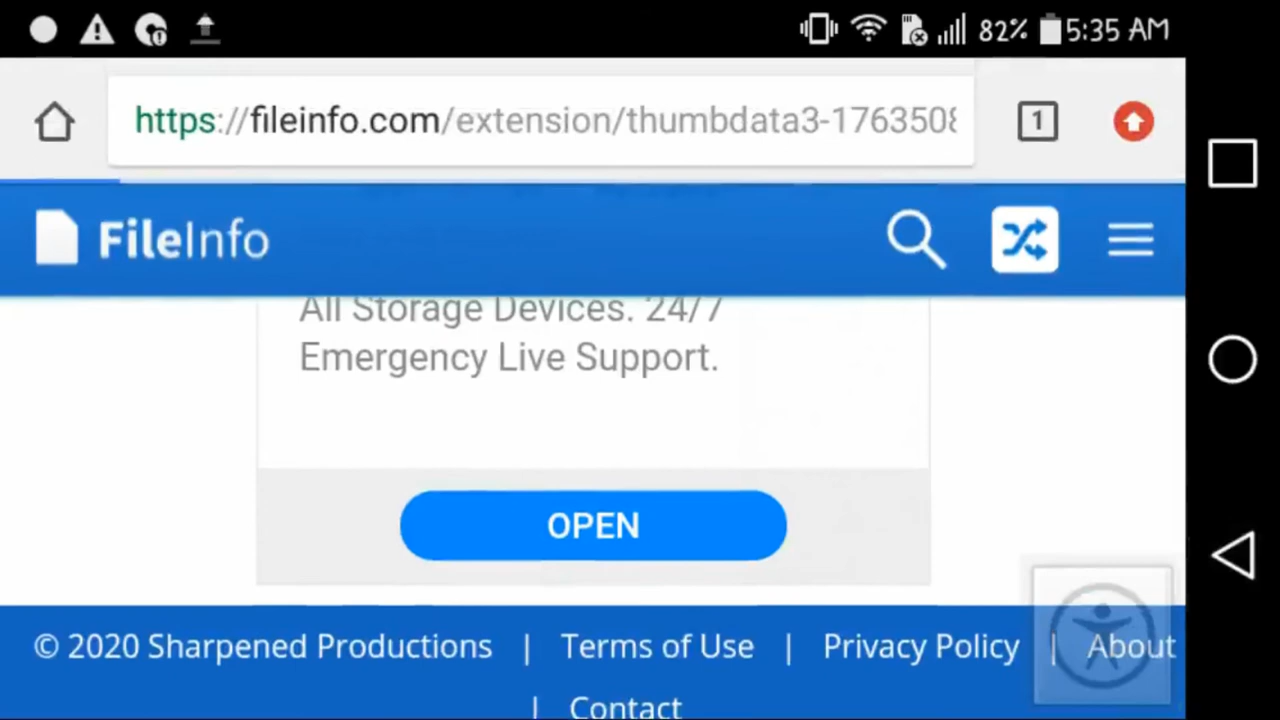 82% 5:35 AM
https://fileinfo.com/extension/thumbdata3-1763508
1
FileInfo
All Storage Devices. 24/7
Emergency Live Support.
OPEN
© 2020 Sharpened Productions | Terms of Use | Privacy Policy | About
| Contact